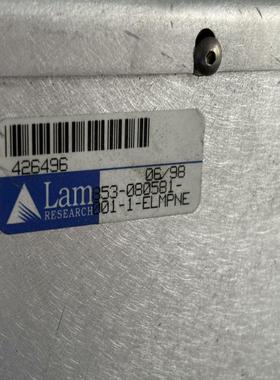 426496
06/98
Lam
RESEARCH
853-080581-
001-1-ELMPNE